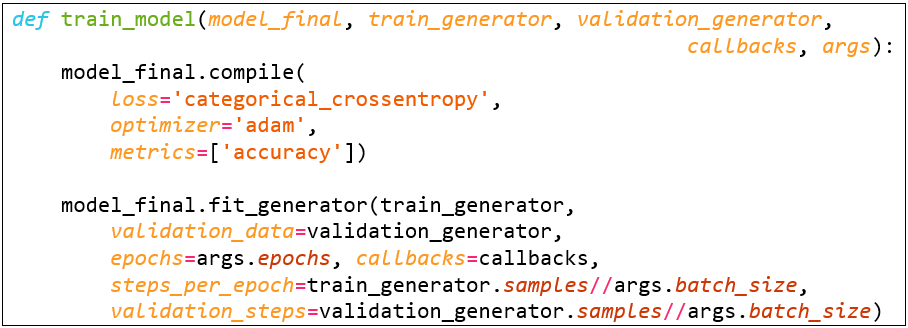 def train_model(model_final, train_generator, validation_generator,
callbacks, args):
model_final.compile(
loss='categorical_crossentropy',
optimizer='adam',
metrics=['accuracy'])
model_final.fit_generator(train_generator,
validation_data=validation_generator,
epochs=args.epochs, callbacks=callbacks,
steps_per_epoch=train_generator.samples//args.batch_size,
validation_steps=validation_generator.samples//args.batch_size)